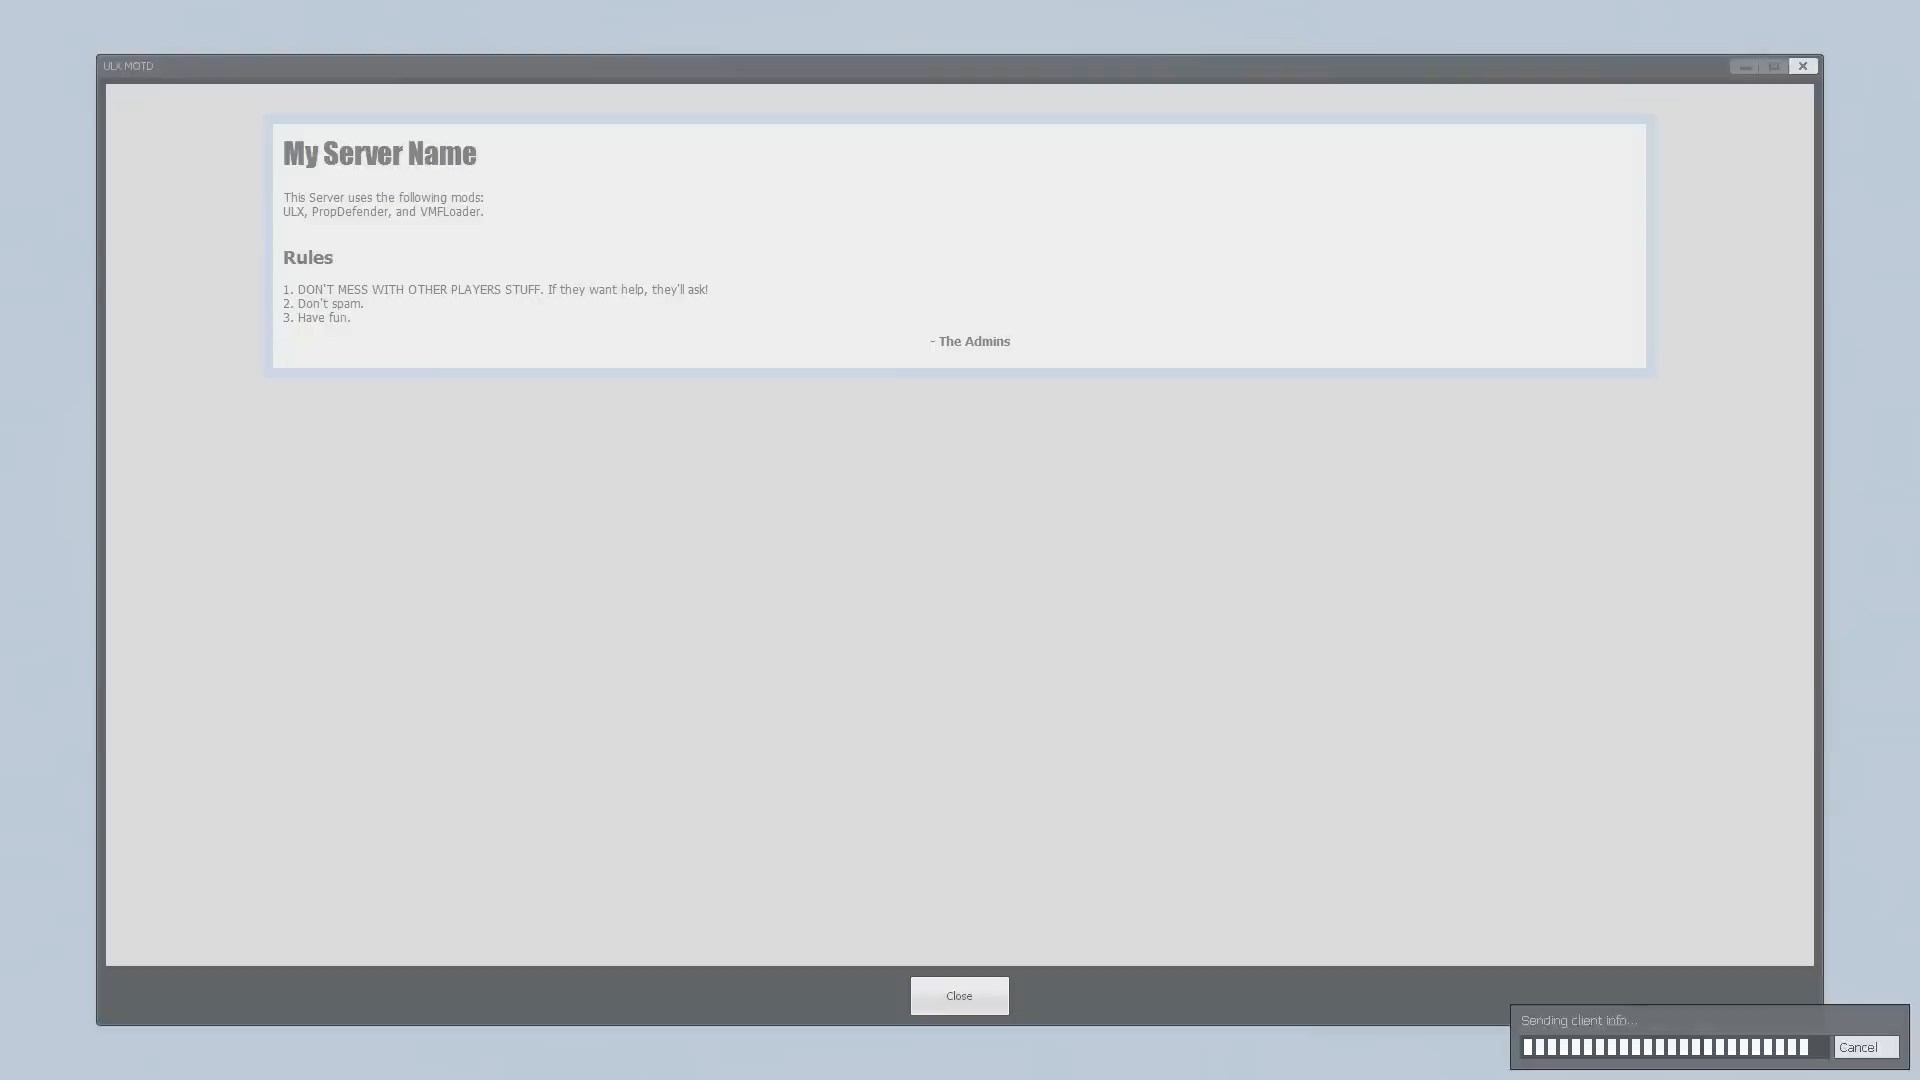 ULX MOTD
My Server Name
This Server uses the following mods:
ULX, PropDefender, and VMFLoader.
Rules
1. DON'T MESS WITH OTHER PLAYERS STUFF. If they want help, they'll ask!
2. Don't spam.
3. Have fun.
- The Admins
Close
Sending client info...
Cancel